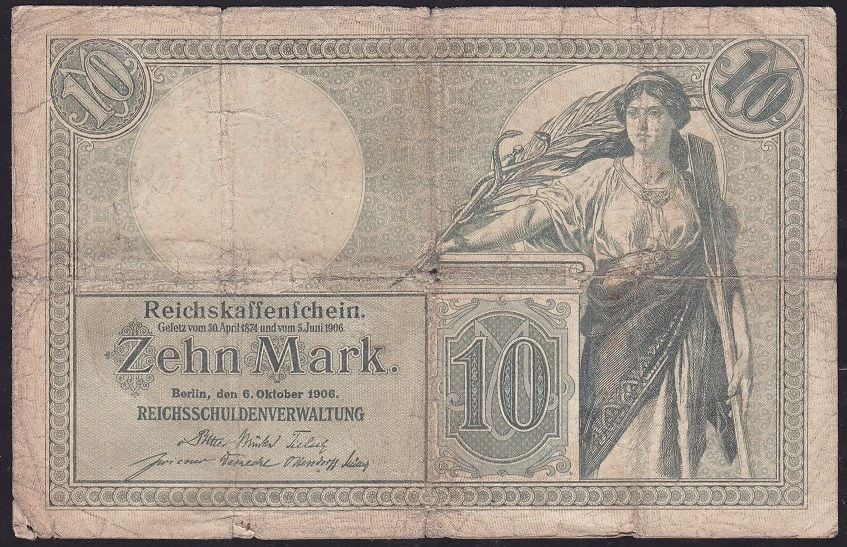 10
10
Reichskassenschein.
Gesetz vom 30. April 1874 und vom 5. Juni 1906.
Zehn Mark.
Berlin, den 6. Oktober 1906.
REICHSSCHULDENVERWALTUNG
10